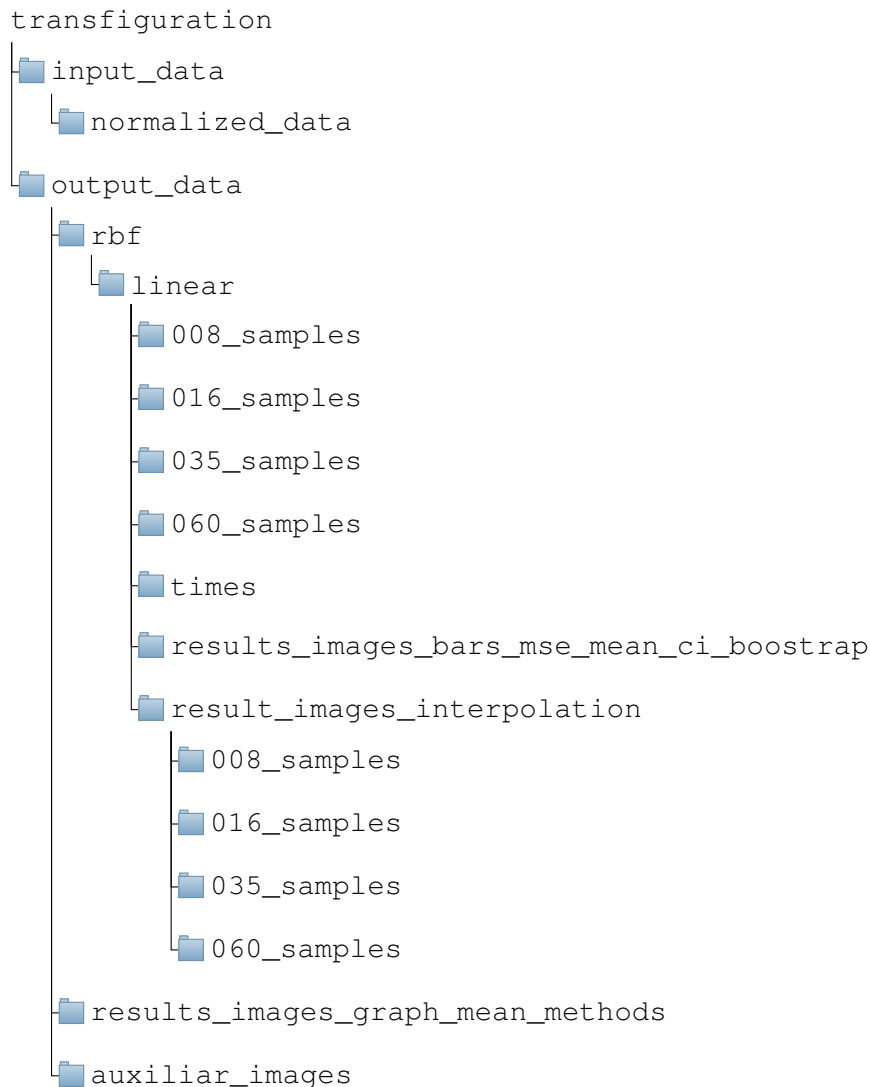 transfiguration
input_data
normalized_data
output_data
rbf
linear
008_samples
016_samples
035_samples
060_samples
times
results_images_bars_mse_mean_ci_boostrap
result_images_interpolation
008_samples
016_samples
035_samples
060_samples
results_images_graph_mean_methods
auxiliar_images